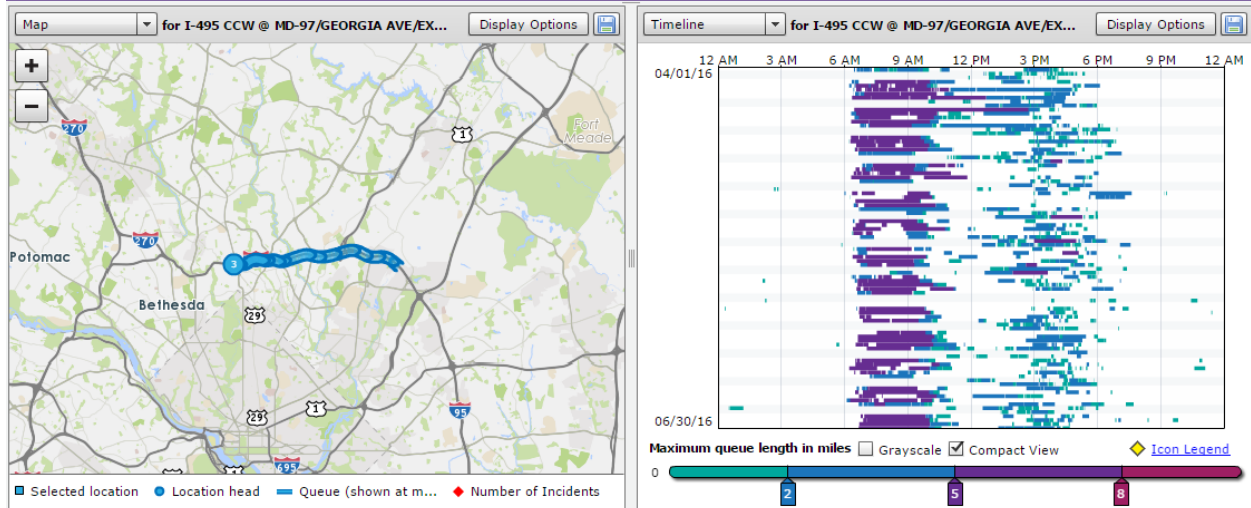 Map for I-495 CCW @ MD-97/GEORGIA AVE/EX... Display Options
+
−
270
1
Fort
Meade
270
Potomac
3
Bethesda
29
29
1
95
695
Selected location Location head Queue (shown at m... Number of Incidents
Timeline for I-495 CCW @ MD-97/GEORGIA AVE/EX... Display Options
12 AM 3 AM 6 AM 9 AM 12 PM 3 PM 6 PM 9 PM 12 AM
04/01/16
06/30/16
Maximum queue length in miles Grayscale Compact View Icon Legend
0
2 5 8